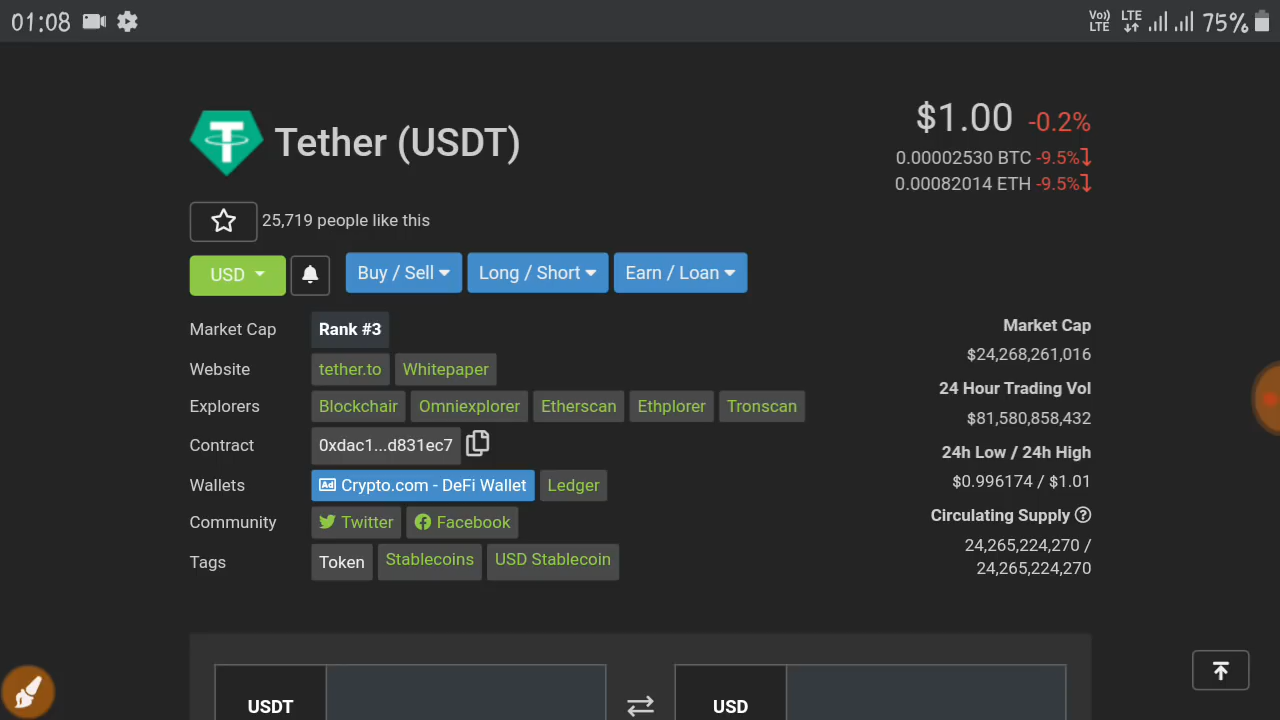 01:08 Vo)) LTE LTE 75%
Tether (USDT)
$1.00 -0.2%
0.00002530 BTC -9.5%
0.00082014 ETH -9.5%
25,719 people like this
USD Buy / Sell Long / Short Earn / Loan
Market Cap Rank #3
Website tether.to Whitepaper
Explorers Blockchair Omniexplorer Etherscan Ethplorer Tronscan
Contract 0xdac1...d831ec7
Wallets Ad Crypto.com - DeFi Wallet Ledger
Community Twitter Facebook
Tags Token Stablecoins USD Stablecoin
Market Cap
$24,268,261,016
24 Hour Trading Vol
$81,580,858,432
24h Low / 24h High
$0.996174 / $1.01
Circulating Supply ?
24,265,224,270 /
24,265,224,270
USDT USD